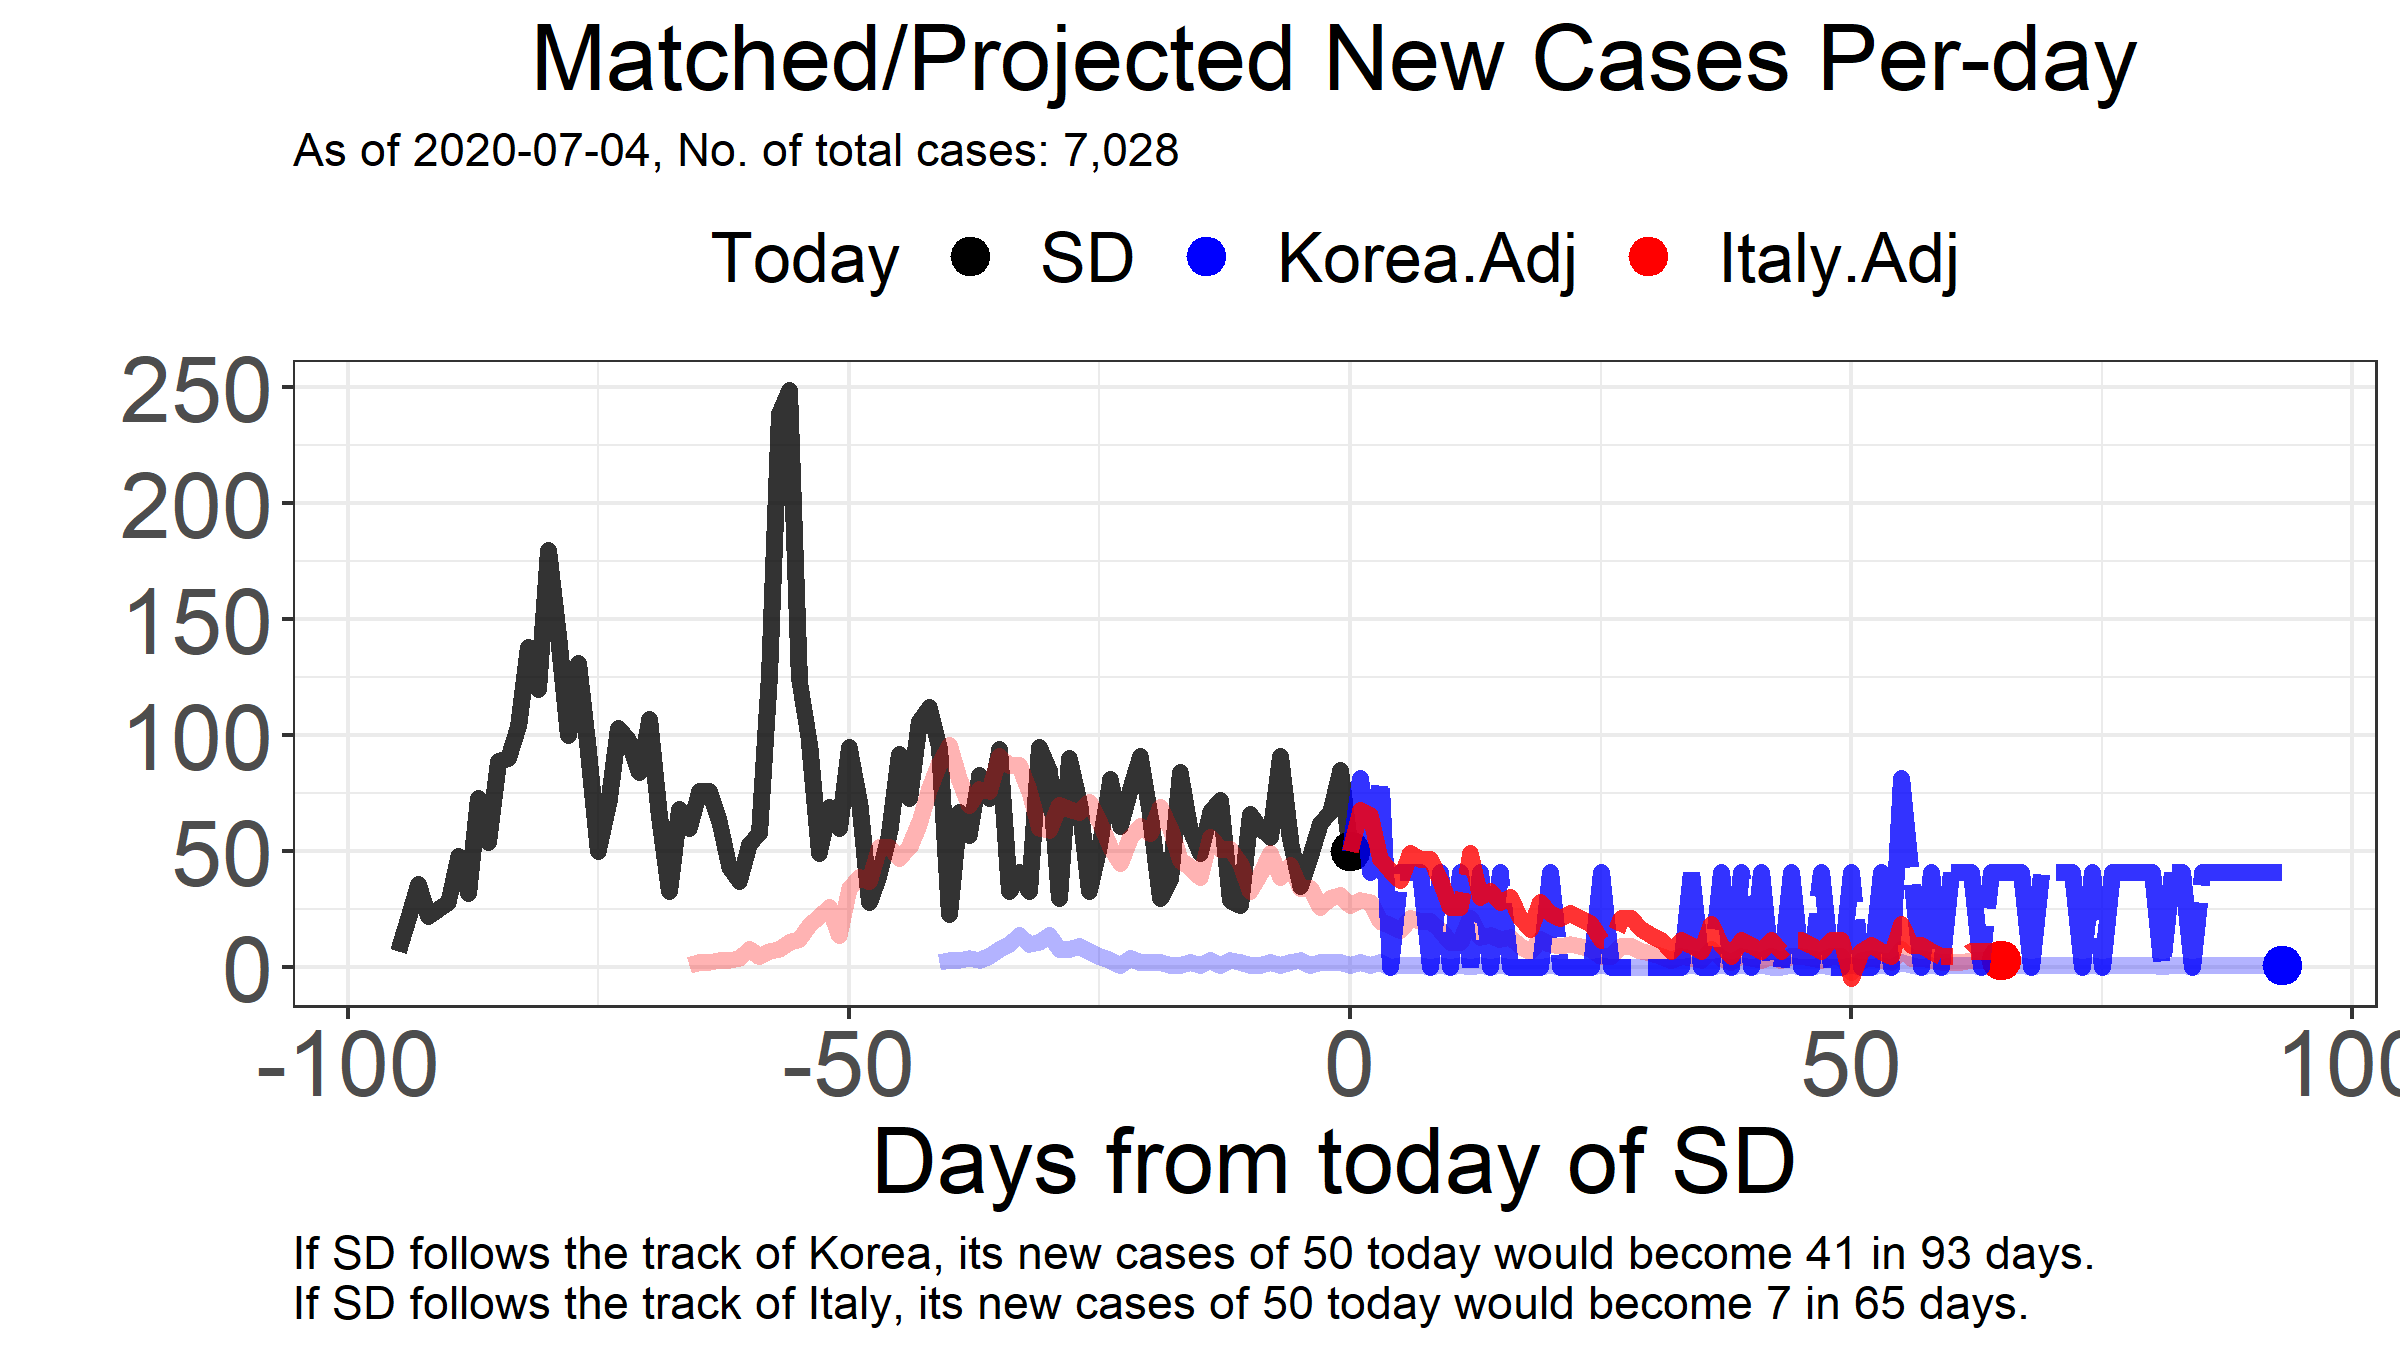 Matched/Projected New Cases Per-day
As of 2020-07-04, No. of total cases: 7,028
Today SD Korea.Adj Italy.Adj
250
200
150
100
50
0
-100 -50 0 50 100
Days from today of SD
If SD follows the track of Korea, its new cases of 50 today would become 41 in 93 days.
If SD follows the track of Italy, its new cases of 50 today would become 7 in 65 days.